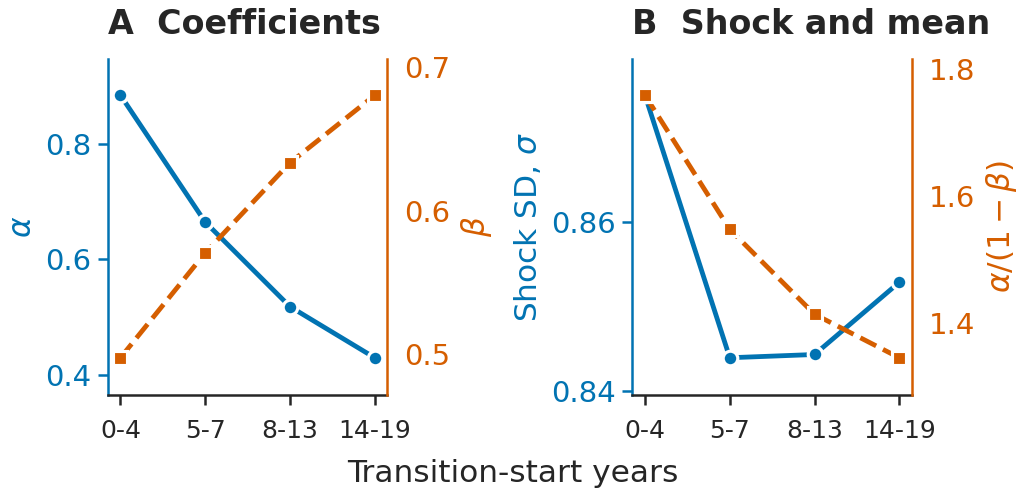 A Coefficients
α
0.8
0.6
0.4
0.7
0.6
0.5
β
0-4 5-7 8-13 14-19
B Shock and mean
Shock SD, σ
0.86
0.84
1.8
1.6
1.4
α/(1 − β)
0-4 5-7 8-13 14-19
Transition-start years